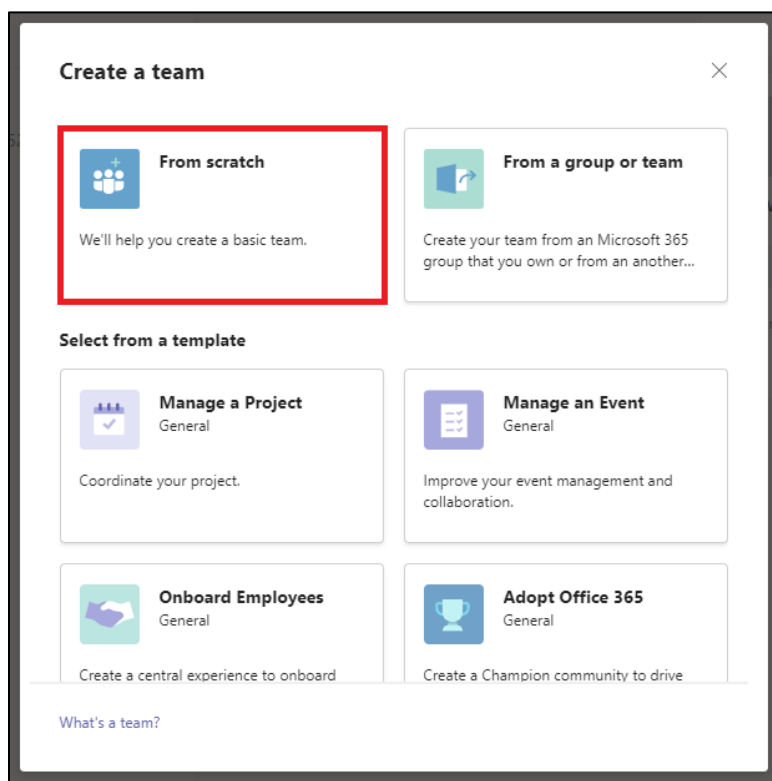 Create a team
From scratch
We'll help you create a basic team.
From a group or team
Create your team from an Microsoft 365
group that you own or from an another...
Select from a template
Manage a Project
General
Coordinate your project.
Manage an Event
General
Improve your event management and
collaboration.
Onboard Employees
General
Create a central experience to onboard
Adopt Office 365
General
Create a Champion community to drive
What's a team?